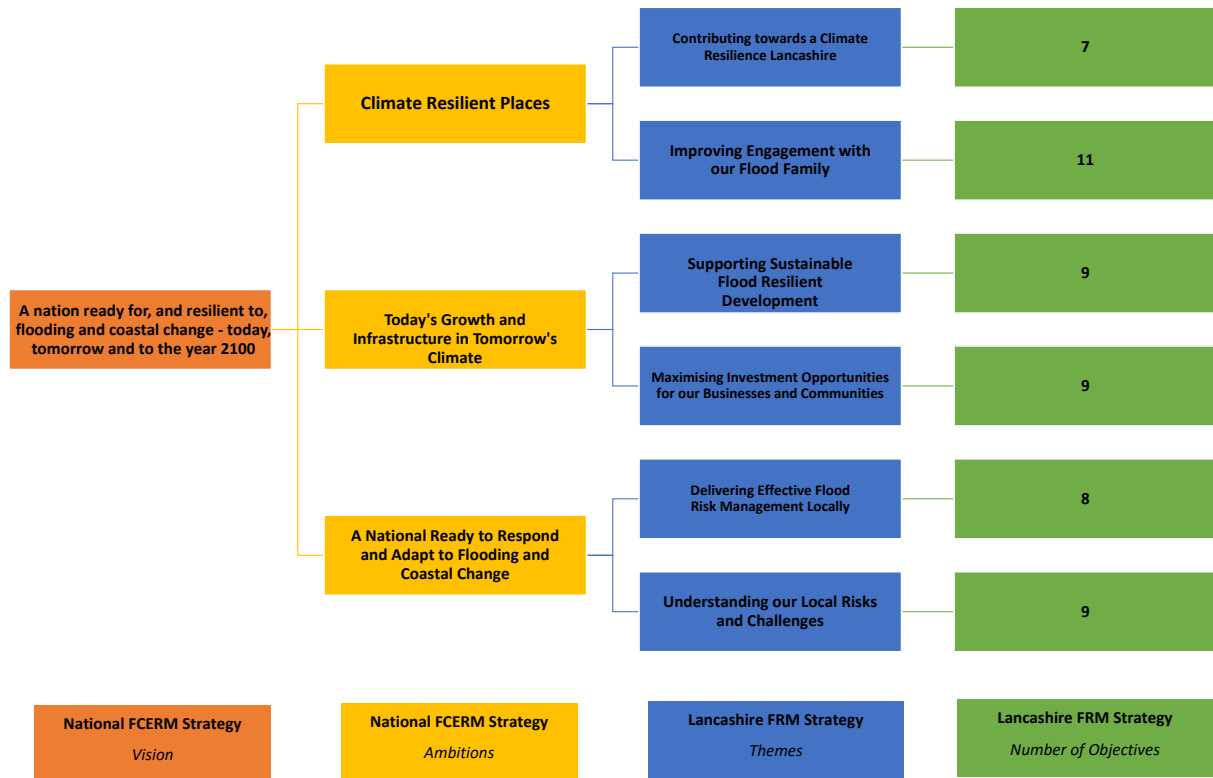 Contributing towards a Climate
Resilience Lancashire
7
Climate Resilient Places
Improving Engagement with
our Flood Family
11
A nation ready for, and resilient to,
flooding and coastal change - today,
tomorrow and to the year 2100
Today's Growth and
Infrastructure in Tomorrow's
Climate
Supporting Sustainable
Flood Resilient
Development
9
Maximising Investment Opportunities
for our Businesses and Communities
9
A National Ready to Respond
and Adapt to Flooding and
Coastal Change
Delivering Effective Flood
Risk Management Locally
8
Understanding our Local Risks
and Challenges
9
National FCERM Strategy
Vision
National FCERM Strategy
Ambitions
Lancashire FRM Strategy
Themes
Lancashire FRM Strategy
Number of Objectives